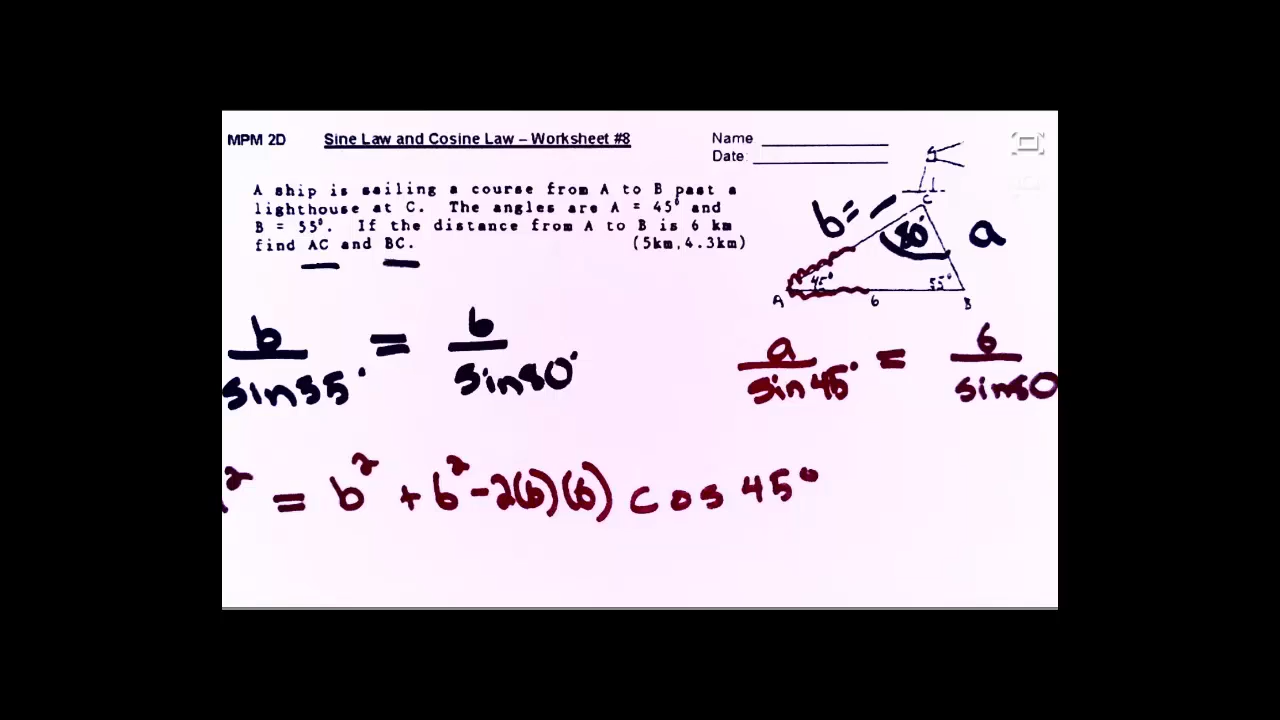 MPM 2D Sine Law and Cosine Law – Worksheet #8 Name
Date:
A ship is sailing a course from A to B past a
lighthouse at C. The angles are A = 45° and
B = 55°. If the distance from A to B is 6 km
find AC and BC. (5km,4.3km)
C
b=
80°
a
45°
55°
A
6
B
b/sin55° = 6/sin80°
a/sin45° = 6/sin80
² = b² + 6² - 2(b)(6) cos 45°